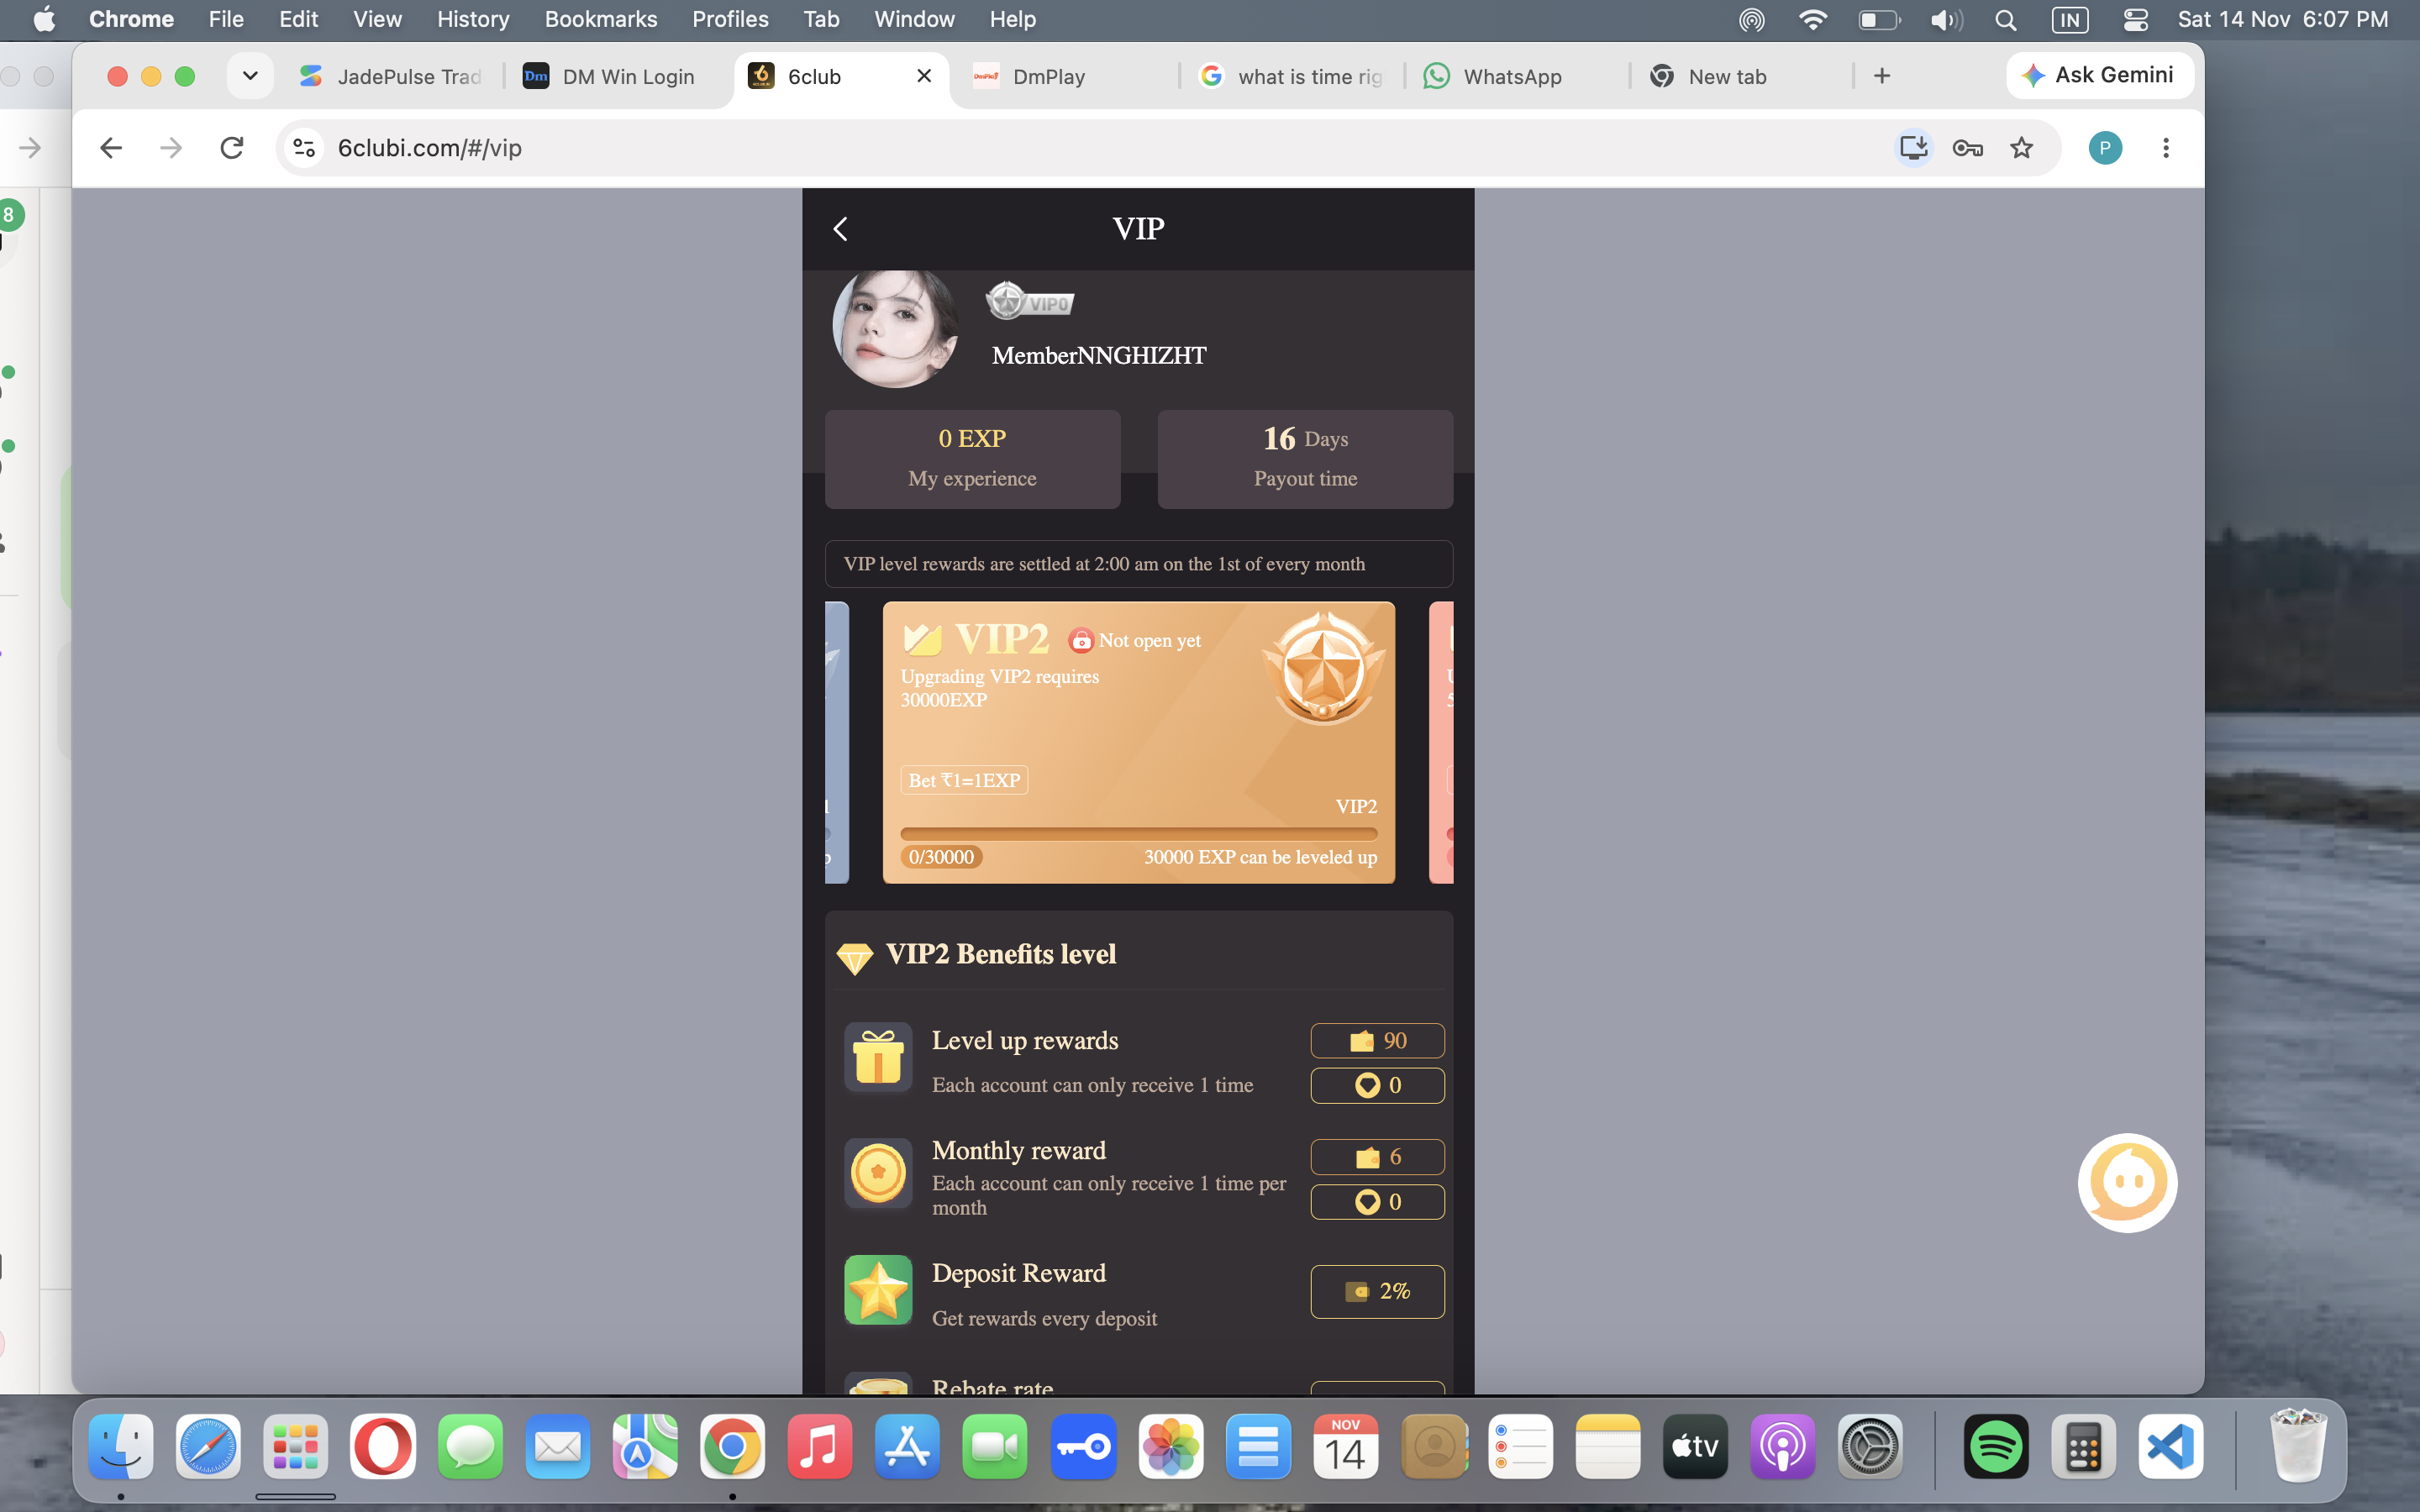 Chrome File Edit View History Bookmarks Profiles Tab Window Help IN Sat 14 Nov 6:07 PM
JadePulse Trad DM Win Login 6club DmPlay what is time rig WhatsApp New tab Ask Gemini
6clubi.com/#/vip P
8
VIP
VIP0
MemberNNGHIZHT
0 EXP
My experience
16 Days
Payout time
VIP level rewards are settled at 2:00 am on the 1st of every month
VIP2 Not open yet
Upgrading VIP2 requires
30000EXP
Bet ₹1=1EXP
VIP2
0/30000 30000 EXP can be leveled up
VIP2 Benefits level
Level up rewards 90
Each account can only receive 1 time 0
Monthly reward 6
Each account can only receive 1 time per
month 0
Deposit Reward 2%
Get rewards every deposit
Rebate rate
NOV
14
tv